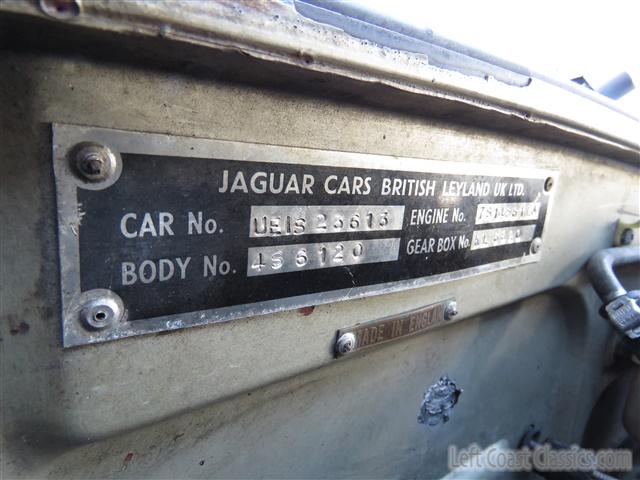 JAGUAR CARS BRITISH LEYLAND UK LTD.
CAR No. UE1S 23613 ENGINE No.
BODY No. 4S 6120 GEAR BOX No.
MADE IN ENGLAND
Left Coast Classics.com